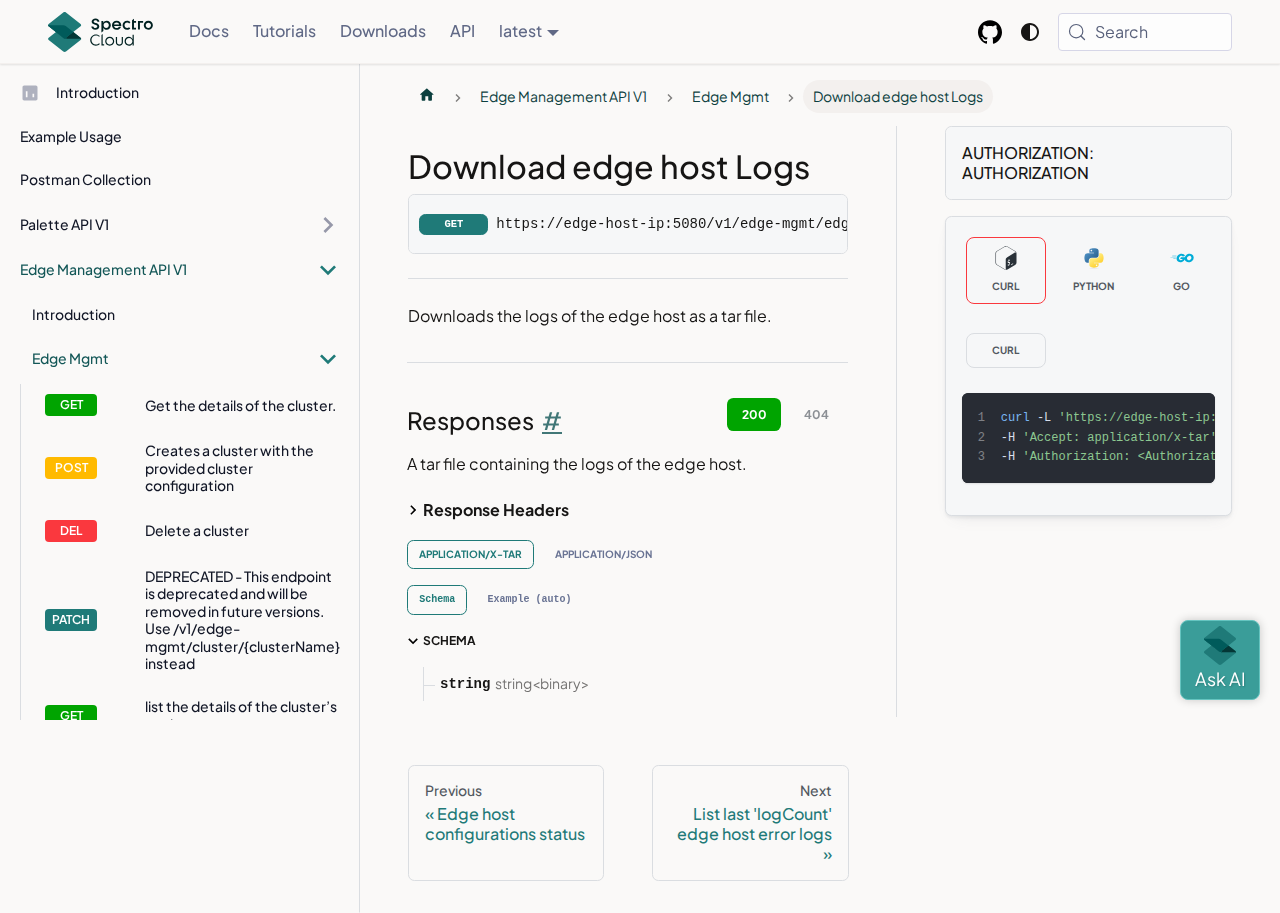 Spectro
Cloud
Docs
Tutorials
Downloads
API
latest
Search
Introduction
Example Usage
Postman Collection
Palette API V1
Edge Management API V1
Introduction
Edge Mgmt
GET
Get the details of the cluster.
POST
Creates a cluster with the
provided cluster
configuration
DEL
Delete a cluster
PATCH
DEPRECATED - This endpoint
is deprecated and will be
removed in future versions.
Use /v1/edge-
mgmt/cluster/{clusterName}
instead
GET
list the details of the cluster's
Edge Management API V1
Edge Mgmt
Download edge host Logs
Download edge host Logs
GET
https://edge-host-ip:5080/v1/edge-mgmt/edg
Downloads the logs of the edge host as a tar file.
Responses #
200
404
A tar file containing the logs of the edge host.
Response Headers
APPLICATION/X-TAR
APPLICATION/JSON
Schema
Example (auto)
SCHEMA
string string<binary>
Previous
« Edge host
configurations status
Next
List last 'logCount'
edge host error logs
»
AUTHORIZATION:
AUTHORIZATION
CURL
PYTHON
GO
GO
CURL
1 curl -L 'https://edge-host-ip:
2 -H 'Accept: application/x-tar'
3 -H 'Authorization: <Authorizat
Ask AI